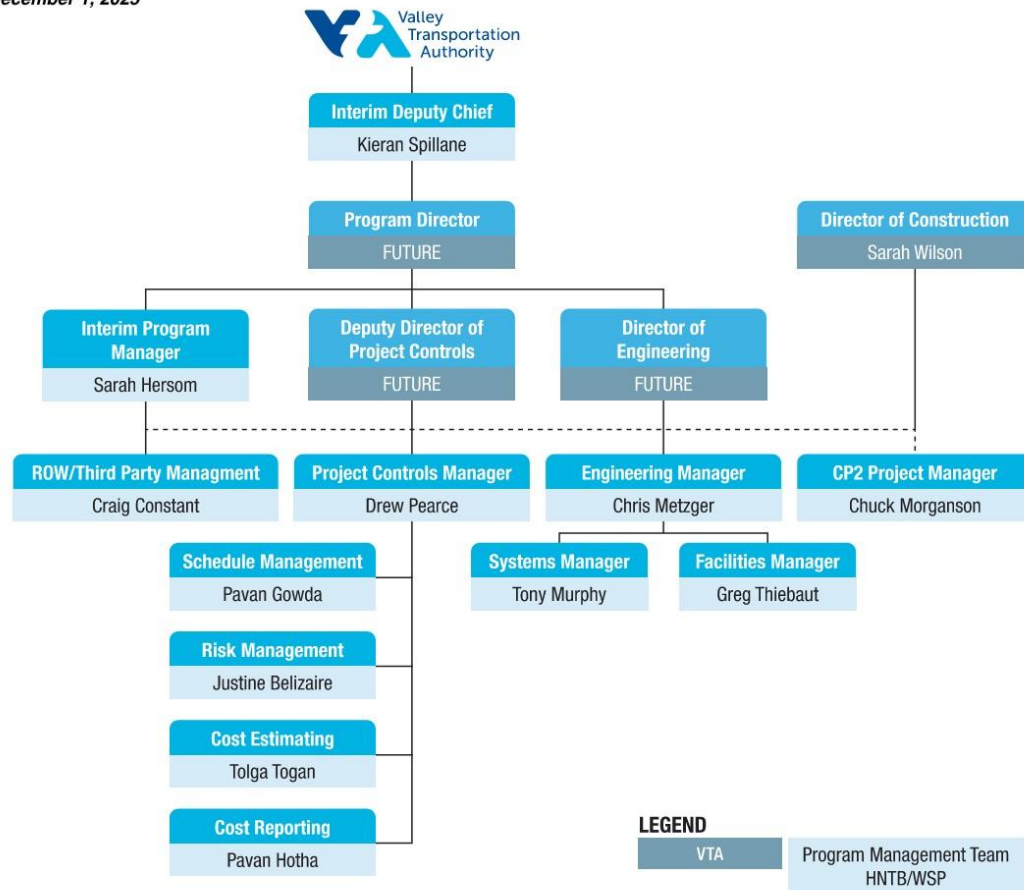 December 1, 2025
Valley
Transportation
Authority
Interim Deputy Chief
Kieran Spillane
Program Director
FUTURE
Director of Construction
Sarah Wilson
Interim Program
Manager
Sarah Hersom
Deputy Director of
Project Controls
FUTURE
Director of
Engineering
FUTURE
ROW/Third Party Managment
Craig Constant
Project Controls Manager
Drew Pearce
Engineering Manager
Chris Metzger
CP2 Project Manager
Chuck Morganson
Schedule Management
Pavan Gowda
Systems Manager
Tony Murphy
Facilities Manager
Greg Thiebaut
Risk Management
Justine Belizaire
Cost Estimating
Tolga Togan
Cost Reporting
Pavan Hotha
LEGEND
VTA
Program Management Team
HNTB/WSP